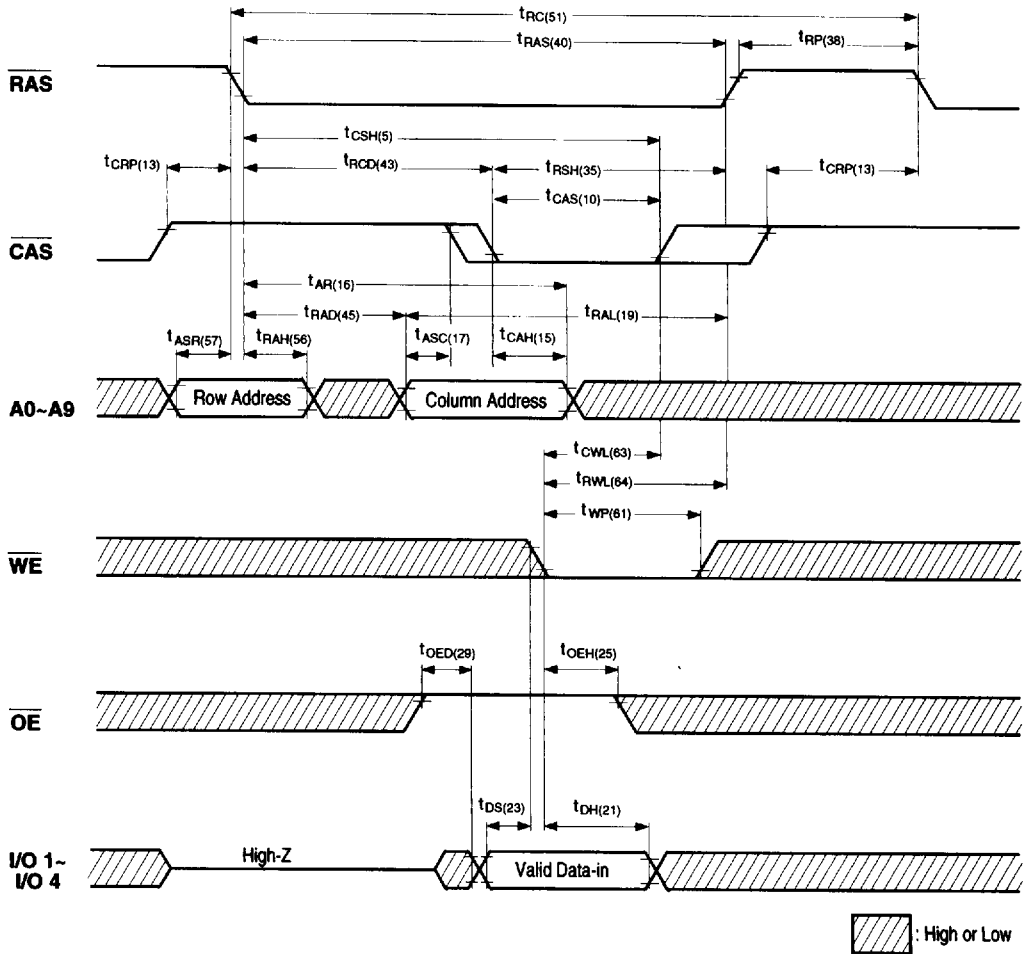 tRC(51)
tRAS(40)
tRP(38)
RAS
tCSH(5)
tCRP(13)
tRCD(43)
tRSH(35)
tCRP(13)
tCAS(10)
CAS
tAR(16)
tRAD(45)
tRAL(19)
tASR(57)
tRAH(56)
tASC(17)
tCAH(15)
A0~A9
Row Address
Column Address
tCWL(63)
tRWL(64)
tWP(61)
WE
tOED(29)
tOEH(25)
OE
tDS(23)
tDH(21)
I/O 1~
I/O 4
High-Z
Valid Data-in
: High or Low